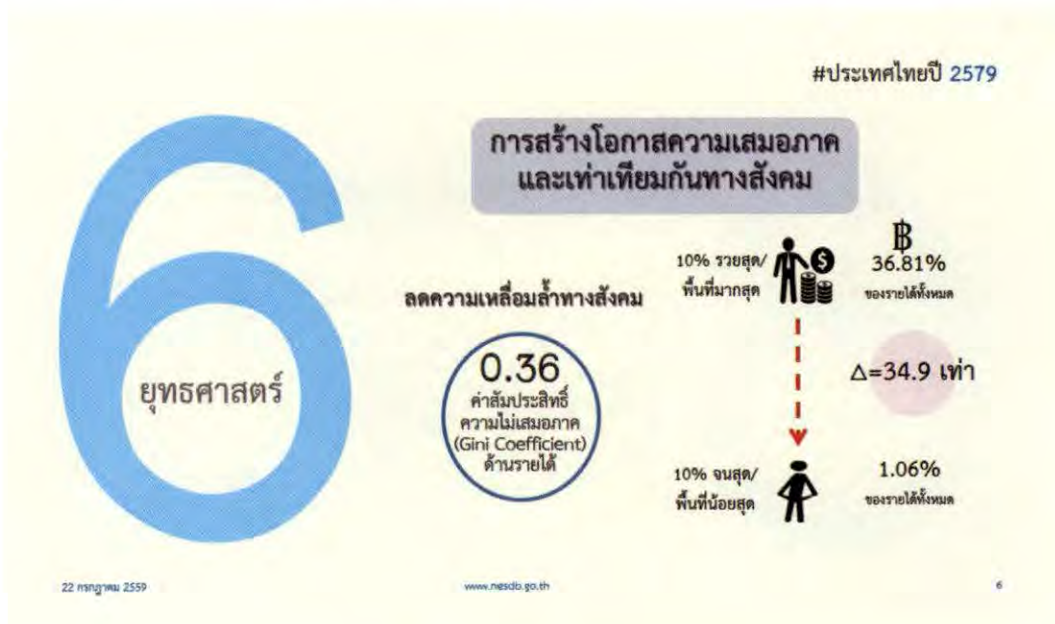 #ประเทศไทยปี 2579
6
ยุทธศาสตร์
การสร้างโอกาสความเสมอภาค
และเท่าเทียมกันทางสังคม
ลดความเหลื่อมล้ำทางสังคม
0.36
ค่าสัมประสิทธิ์
ความไม่เสมอภาค
(Gini Coefficient)
ด้านรายได้
10% รวยสุด/
พื้นที่มากสุด
$
฿
36.81%
ของรายได้ทั้งหมด
Δ=34.9 เท่า
10% จนสุด/
พื้นที่น้อยสุด
1.06%
ของรายได้ทั้งหมด
22 กรกฎาคม 2559
www.nesdb.go.th
6